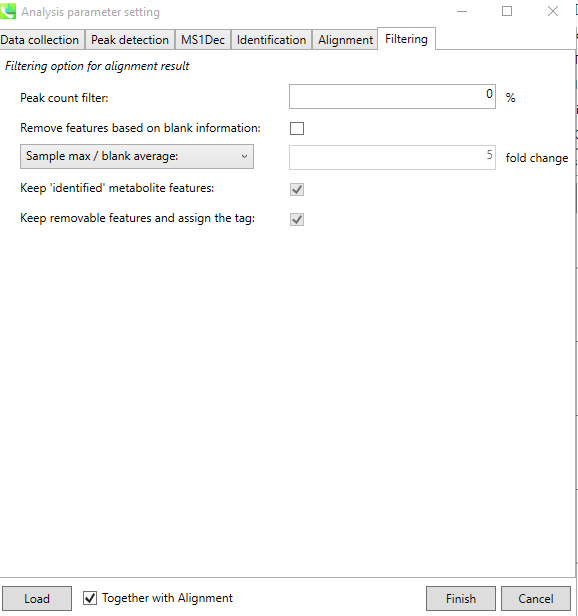 Analysis parameter setting
Data collection Peak detection MS1Dec Identification Alignment Filtering
Filtering option for alignment result
Peak count filter: 0 %
Remove features based on blank information:
Sample max / blank average: 5 fold change
Keep 'identified' metabolite features:
Keep removable features and assign the tag:
Load Together with Alignment Finish Cancel